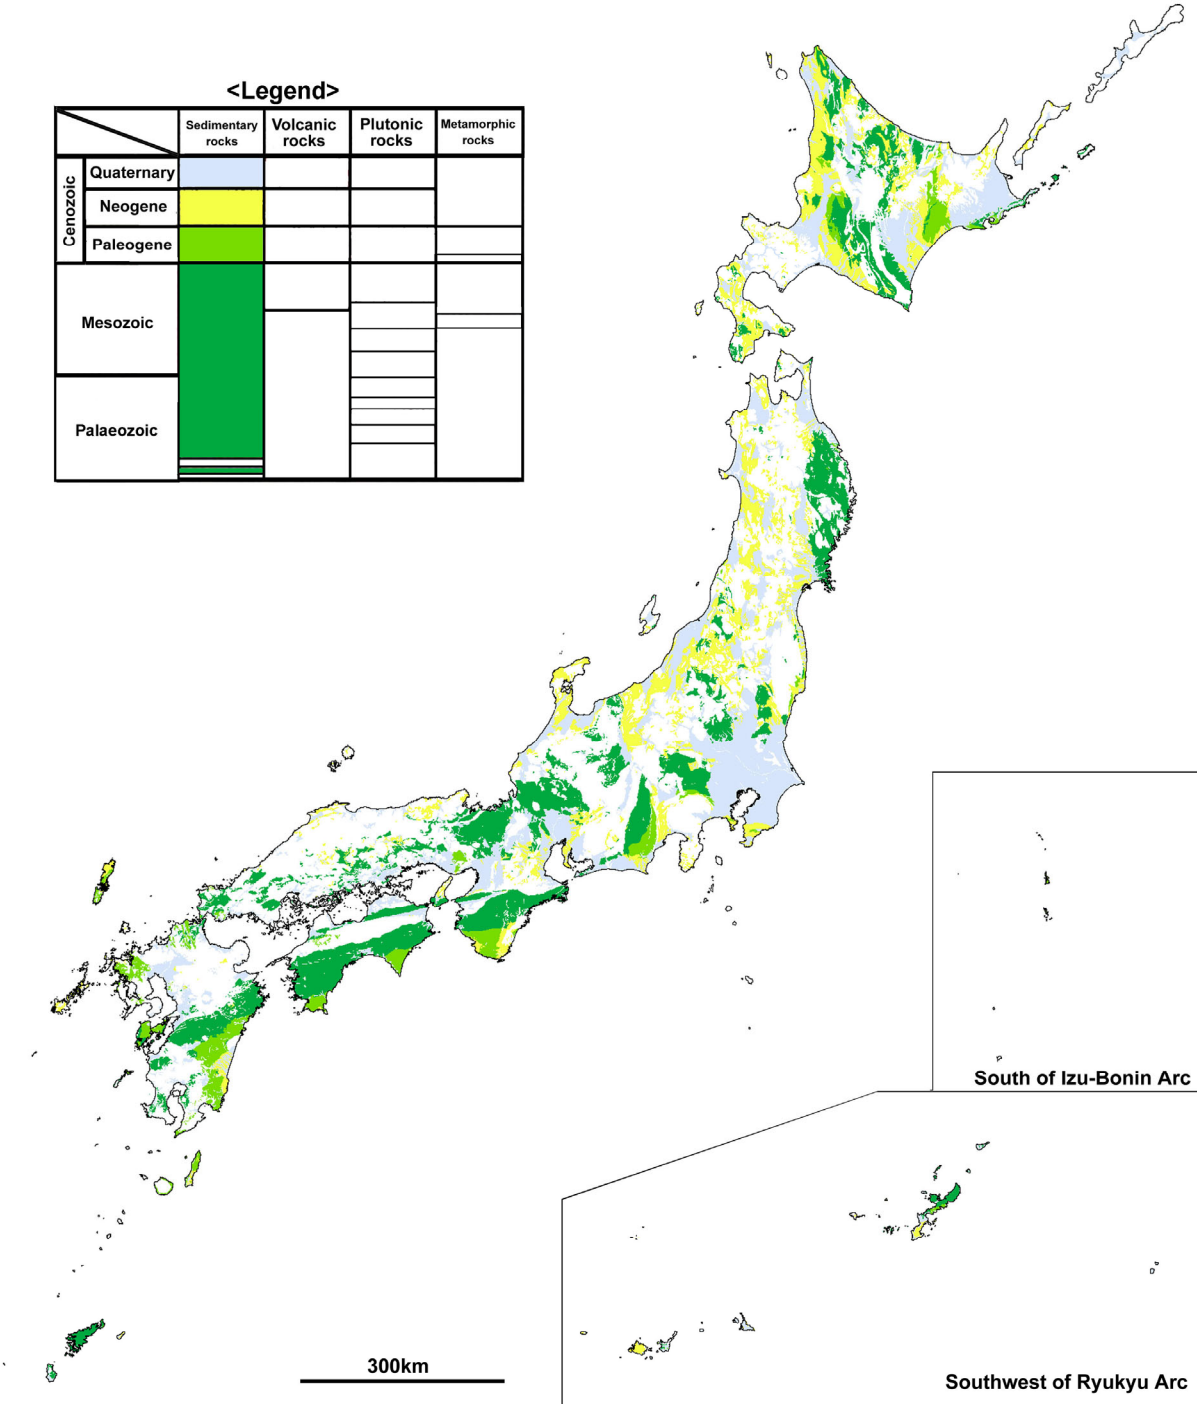 <Legend>
Sedimentary rocks
Volcanic rocks
Plutonic rocks
Metamorphic rocks
Cenozoic
Quaternary
Neogene
Paleogene
Mesozoic
Palaeozoic
South of Izu-Bonin Arc
300km
Southwest of Ryukyu Arc